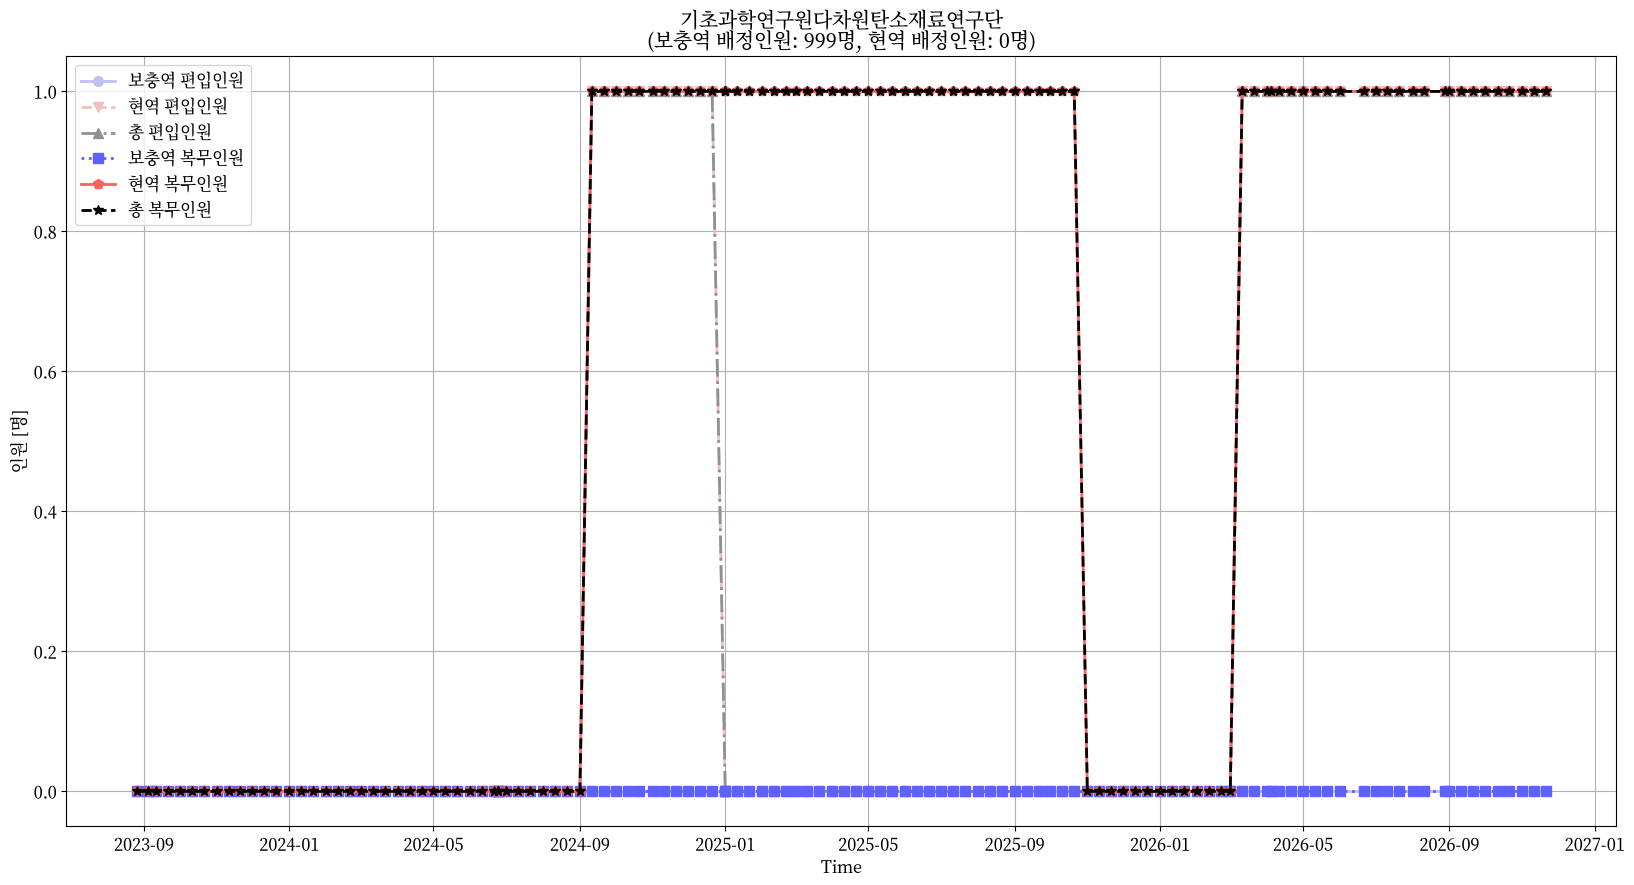 기초과학연구원다차원탄소재료연구단
(보충역 배정인원: 999명, 현역 배정인원: 0명)
보충역 편입인원
현역 편입인원
총 편입인원
보충역 복무인원
현역 복무인원
총 복무인원
1.0
0.8
0.6
0.4
0.2
0.0
인원 [명]
2023-09
2024-01
2024-05
2024-09
2025-01
2025-05
2025-09
2026-01
2026-05
2026-09
2027-01
Time